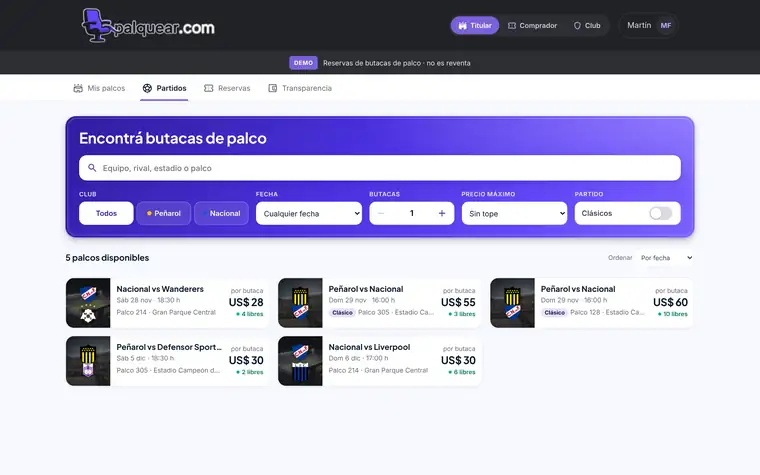 palquear.com
Titular
Comprador
Club
Martín
MF
DEMO
Reservas de butacas de palco · no es reventa
Mis palcos
Partidos
Reservas
Transparencia
Encontrá butacas de palco
Equipo, rival, estadio o palco
CLUB
FECHA
BUTACAS
PRECIO MÁXIMO
PARTIDO
Todos
Peñarol
Nacional
Cualquier fecha
− 1 +
Sin tope
Clásicos
5 palcos disponibles
Ordenar
Por fecha
Nacional vs Wanderers
Sáb 28 nov · 18:30 h
Palco 214 · Gran Parque Central
por butaca
US$ 28
4 libres
Peñarol vs Nacional
Dom 29 nov · 16:00 h
Clásico Palco 305 · Estadio Ca...
por butaca
US$ 55
3 libres
Peñarol vs Nacional
Dom 29 nov · 16:00 h
Clásico Palco 128 · Estadio Ca...
por butaca
US$ 60
10 libres
Peñarol vs Defensor Sport...
Sáb 5 dic · 18:30 h
Palco 305 · Estadio Campeón d...
por butaca
US$ 30
2 libres
Nacional vs Liverpool
Dom 6 dic · 17:00 h
Palco 214 · Gran Parque Central
por butaca
US$ 30
6 libres